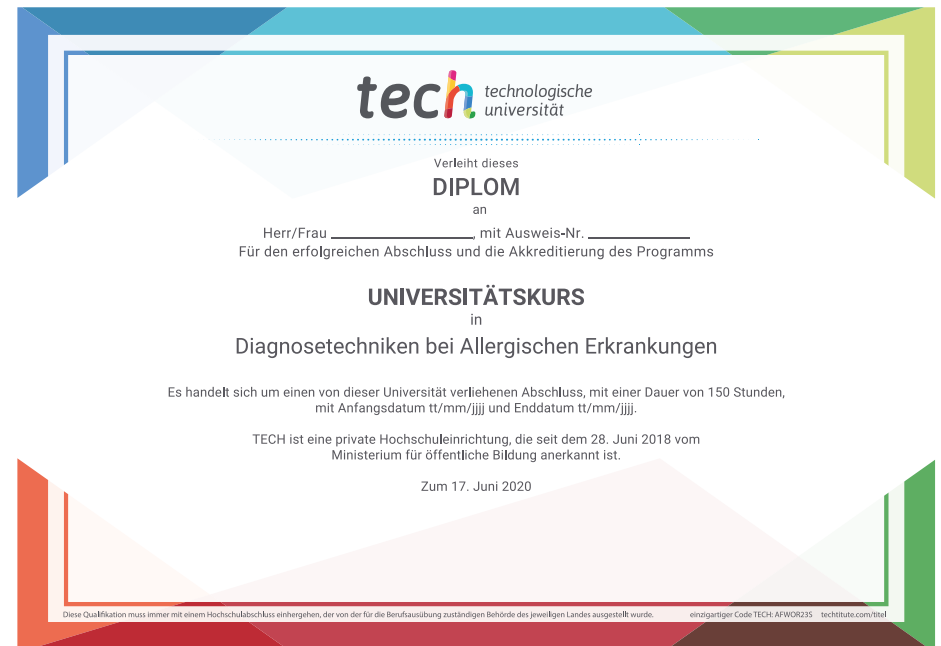 tech technologische
universität
Verleiht dieses
DIPLOM
an
Herr/Frau ____________________, mit Ausweis-Nr. ______________
Für den erfolgreichen Abschluss und die Akkreditierung des Programms
UNIVERSITÄTSKURS
in
Diagnosetechniken bei Allergischen Erkrankungen
Es handelt sich um einen von dieser Universität verliehenen Abschluss, mit einer Dauer von 150 Stunden,
mit Anfangsdatum tt/mm/jjjj und Enddatum tt/mm/jjjj.
TECH ist eine private Hochschuleinrichtung, die seit dem 28. Juni 2018 vom
Ministerium für öffentliche Bildung anerkannt ist.
Zum 17. Juni 2020
Diese Qualifikation muss immer mit einem Hochschulabschluss einhergehen, der von der für die Berufsausübung zuständigen Behörde des jeweiligen Landes ausgestellt wurde. einzigartiger Code TECH: AFWOR23S techtitute.com/titel